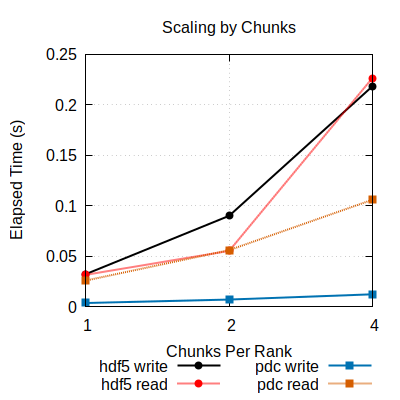 Scaling by Chunks
0.25
0.2
0.15
0.1
0.05
0
Elapsed Time (s)
1 2 4
Chunks Per Rank
hdf5 write pdc write
hdf5 read pdc read